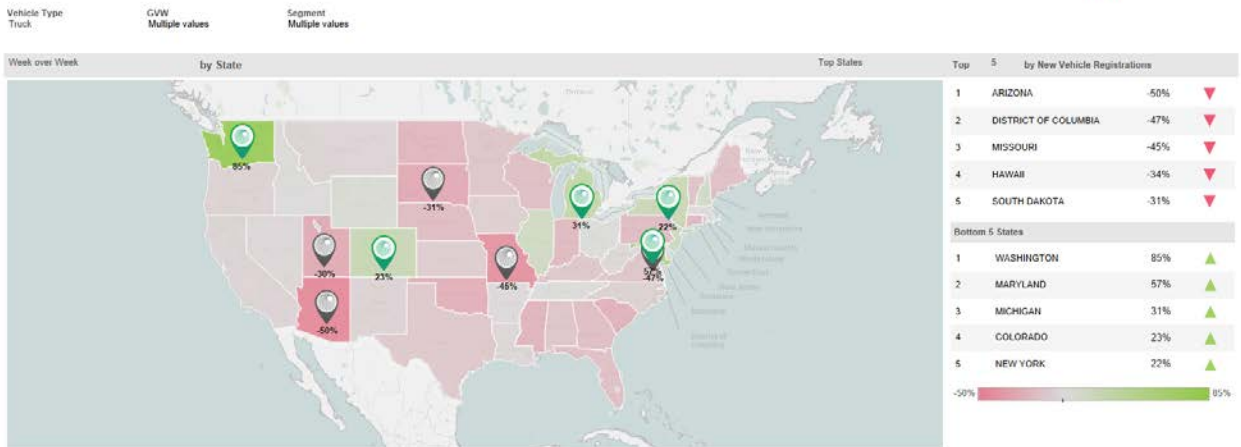 Vehicle Type GVW Segment
Truck Multiple values Multiple values
Week over Week by State Top States
85%
-31%
31%
22%
-30%
23%
-45%
-47%
-50%
Top 5 by New Vehicle Registrations
1 ARIZONA -50%
2 DISTRICT OF COLUMBIA -47%
3 MISSOURI -45%
4 HAWAII -34%
5 SOUTH DAKOTA -31%
Bottom 5 States
1 WASHINGTON 85%
2 MARYLAND 57%
3 MICHIGAN 31%
4 COLORADO 23%
5 NEW YORK 22%
-50% 85%